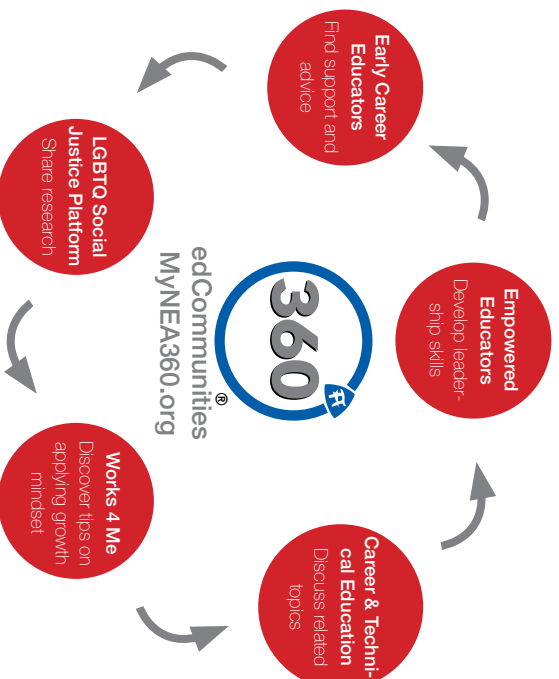 Empowered
Educators
Develop leader-
ship skills
Early Career
Educators
Find support and
advice
Career & Techni-
cal Education
Discuss related
topics
360
edCommunities®
MyNEA360.org
LGBTQ Social
Justice Platform
Share research
Works 4 Me
Discover tips on
applying growth
mindset